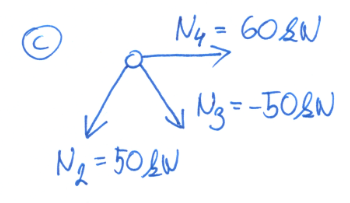 C
N₄ = 60kN
N₃ = -50kN
N₂ = 50kN